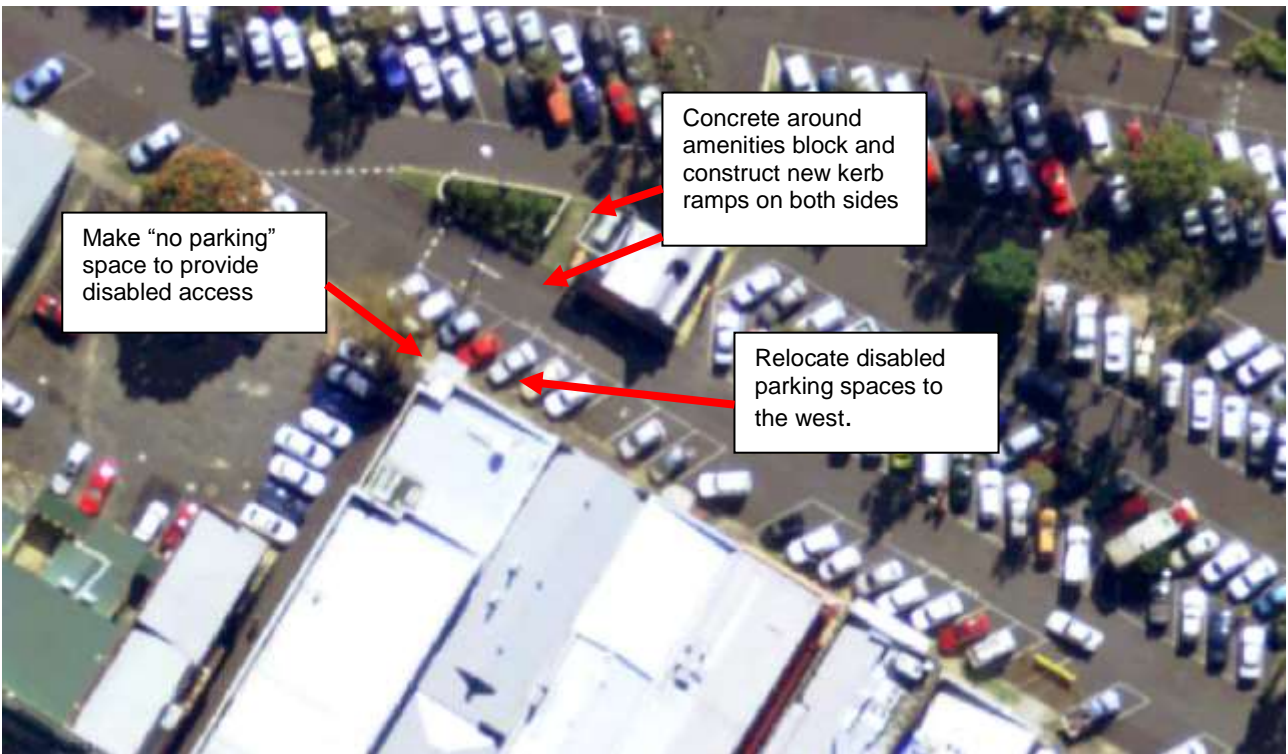 Concrete around
amenities block and
construct new kerb
ramps on both sides
Make “no parking”
space to provide
disabled access
Relocate disabled
parking spaces to
the west.